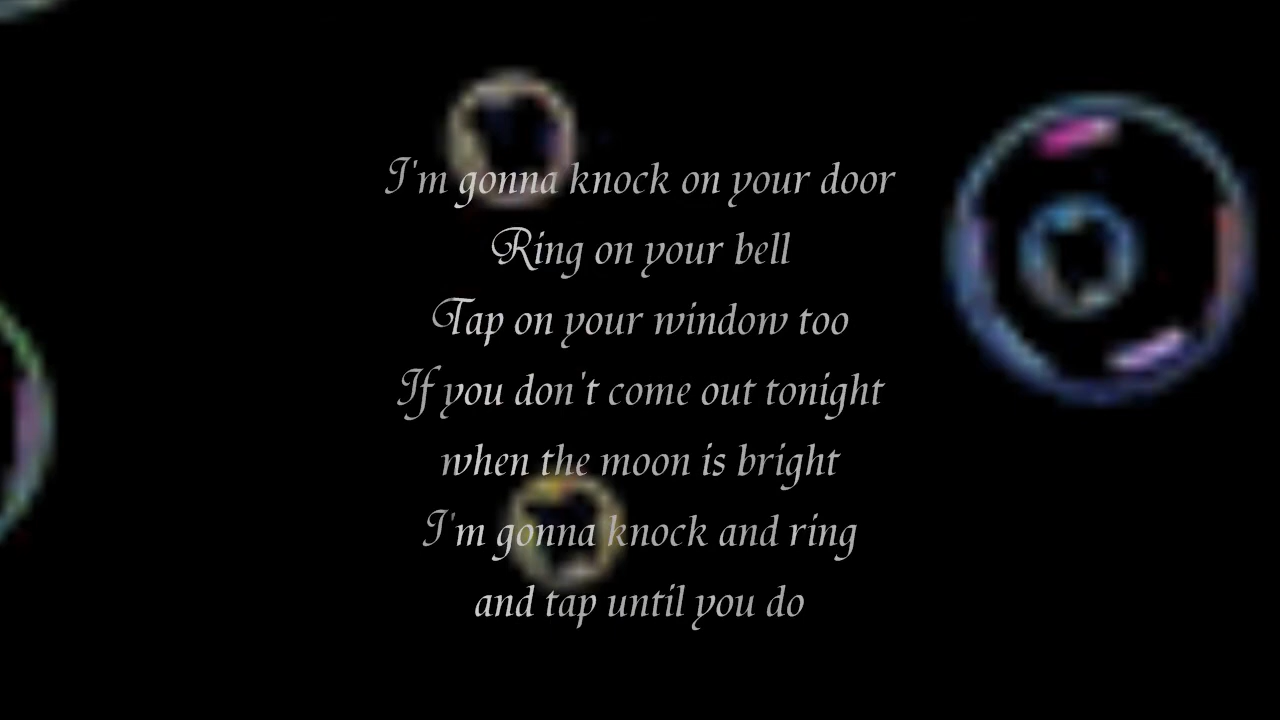 I'm gonna knock on your door
Ring on your bell
Tap on your window too
If you don't come out tonight
when the moon is bright
I'm gonna knock and ring
and tap until you do